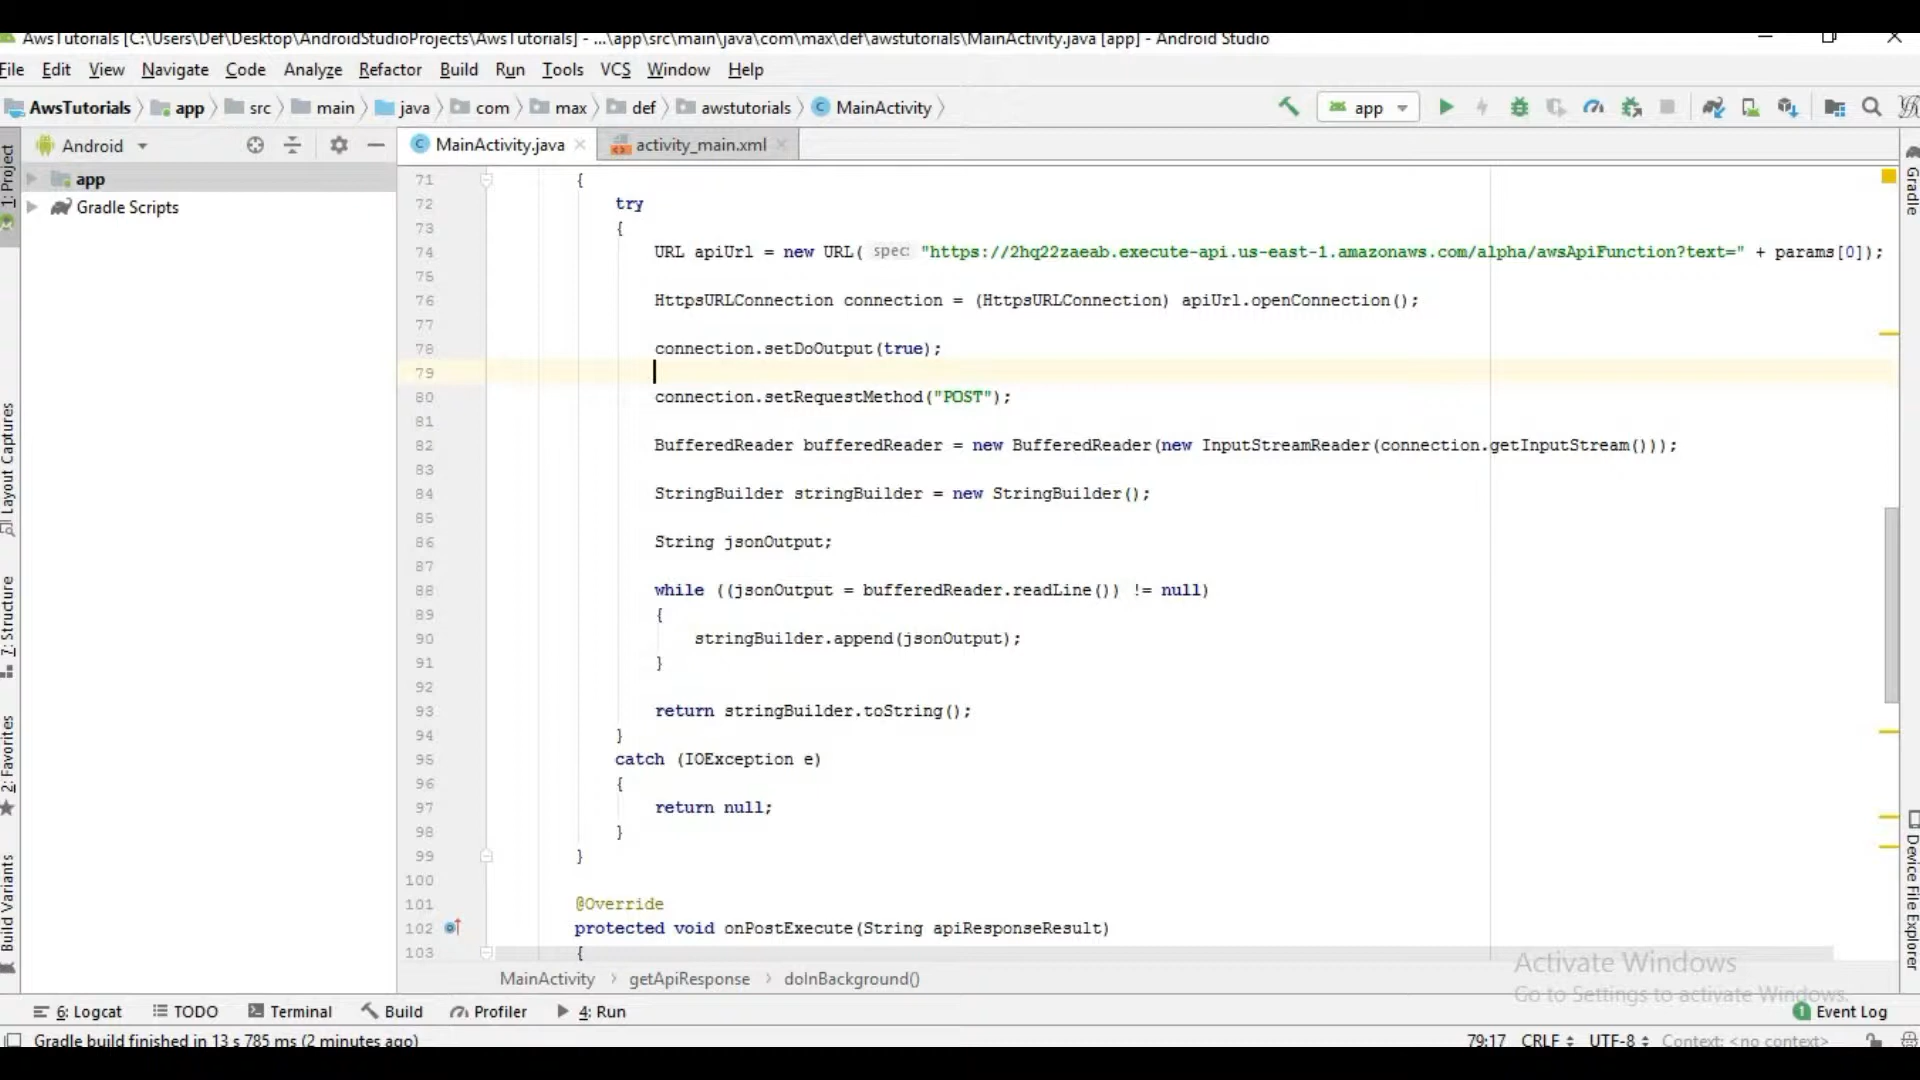 AwsTutorials [C:\Users\Def\Desktop\AndroidStudioProjects\AwsTutorials] - ...\app\src\main\java\com\max\def\awstutorials\MainActivity.java [app] - Android Studio
File Edit View Navigate Code Analyze Refactor Build Run Tools VCS Window Help
AwsTutorials app src main java com max def awstutorials MainActivity app
Android MainActivity.java activity_main.xml
app
Gradle Scripts
1: Project
Layout Captures
7: Structure
2: Favorites
Build Variants
71 {
72 try
73 {
74 URL apiUrl = new URL( spec: "https://2hq22zaeab.execute-api.us-east-1.amazonaws.com/alpha/awsApiFunction?text=" + params[0]);
75
76 HttpsURLConnection connection = (HttpsURLConnection) apiUrl.openConnection();
77
78 connection.setDoOutput(true);
79
80 connection.setRequestMethod("POST");
81
82 BufferedReader bufferedReader = new BufferedReader(new InputStreamReader(connection.getInputStream()));
83
84 StringBuilder stringBuilder = new StringBuilder();
85
86 String jsonOutput;
87
88 while ((jsonOutput = bufferedReader.readLine()) != null)
89 {
90 stringBuilder.append(jsonOutput);
91 }
92
93 return stringBuilder.toString();
94 }
95 catch (IOException e)
96 {
97 return null;
98 }
99 }
100
101 @Override
102 protected void onPostExecute(String apiResponseResult)
103 {
Gradle
Device File Explorer
MainActivity getApiResponse doInBackground()
Activate Windows
Go to Settings to activate Windows.
6: Logcat TODO Terminal Build Profiler 4: Run 1 Event Log
Gradle build finished in 13 s 785 ms (2 minutes ago) 79:17 CRLF UTF-8 Context: <no context>